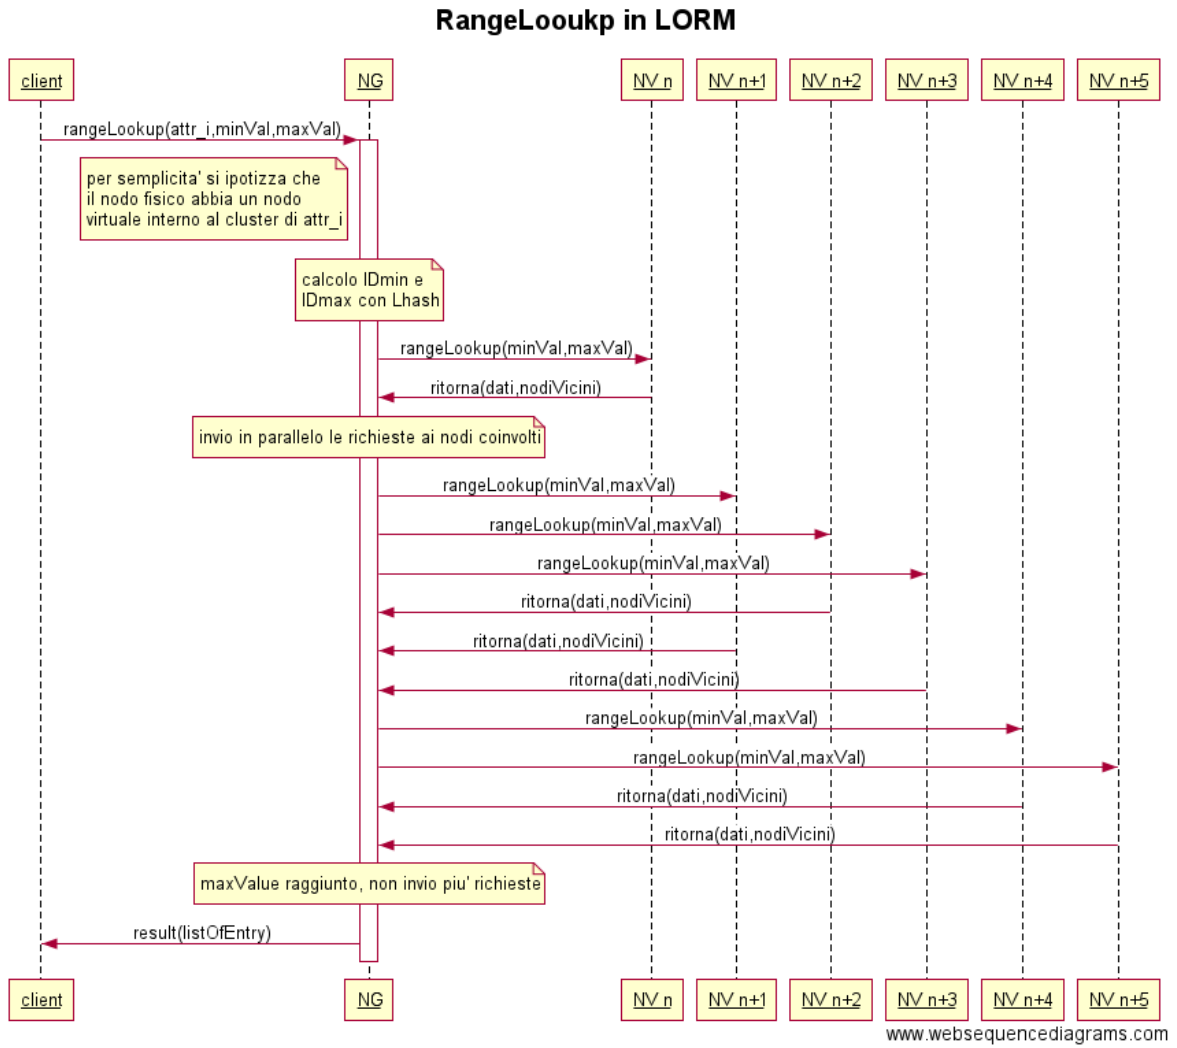 RangeLooukp in LORM
client NG NV n NV n+1 NV n+2 NV n+3 NV n+4 NV n+5
rangeLookup(attr_i,minVal,maxVal)
per semplicita' si ipotizza che
il nodo fisico abbia un nodo
virtuale interno al cluster di attr_i
calcolo IDmin e
IDmax con Lhash
rangeLookup(minVal,maxVal)
ritorna(dati,nodiVicini)
invio in parallelo le richieste ai nodi coinvolti
rangeLookup(minVal,maxVal)
rangeLookup(minVal,maxVal)
rangeLookup(minVal,maxVal)
ritorna(dati,nodiVicini)
ritorna(dati,nodiVicini)
ritorna(dati,nodiVicini)
rangeLookup(minVal,maxVal)
rangeLookup(minVal,maxVal)
ritorna(dati,nodiVicini)
ritorna(dati,nodiVicini)
maxValue raggiunto, non invio piu' richieste
result(listOfEntry)
client NG NV n NV n+1 NV n+2 NV n+3 NV n+4 NV n+5
www.websequencediagrams.com